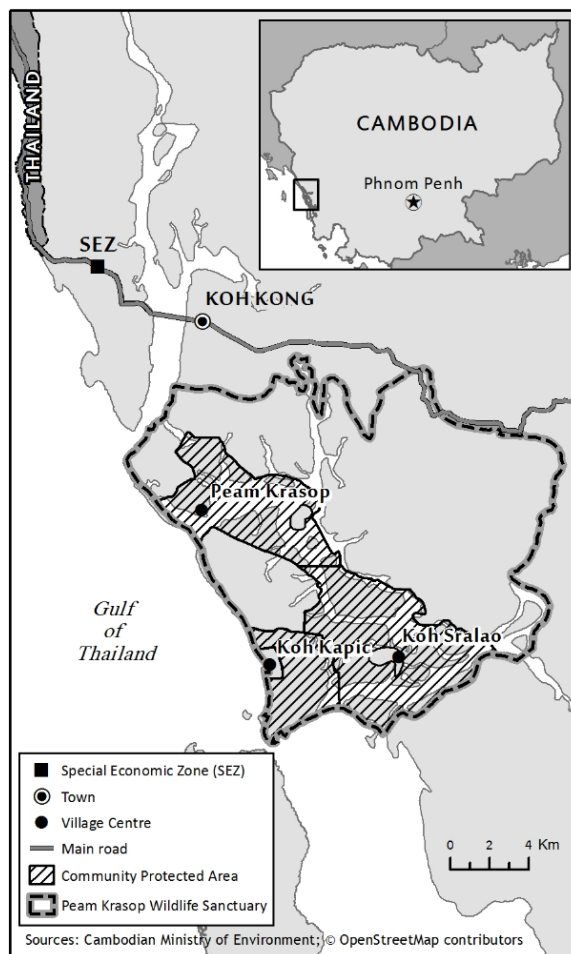 THAILAND
CAMBODIA
Phnom Penh
SEZ
KOH KONG
Peam Krasop
Gulf
of
Thailand
Koh Sralao
Koh Kapic
Special Economic Zone (SEZ)
Town
Village Centre
Main road
Community Protected Area
Peam Krasop Wildlife Sanctuary
0 2 4 Km
Sources: Cambodian Ministry of Environment; © OpenStreetMap contributors